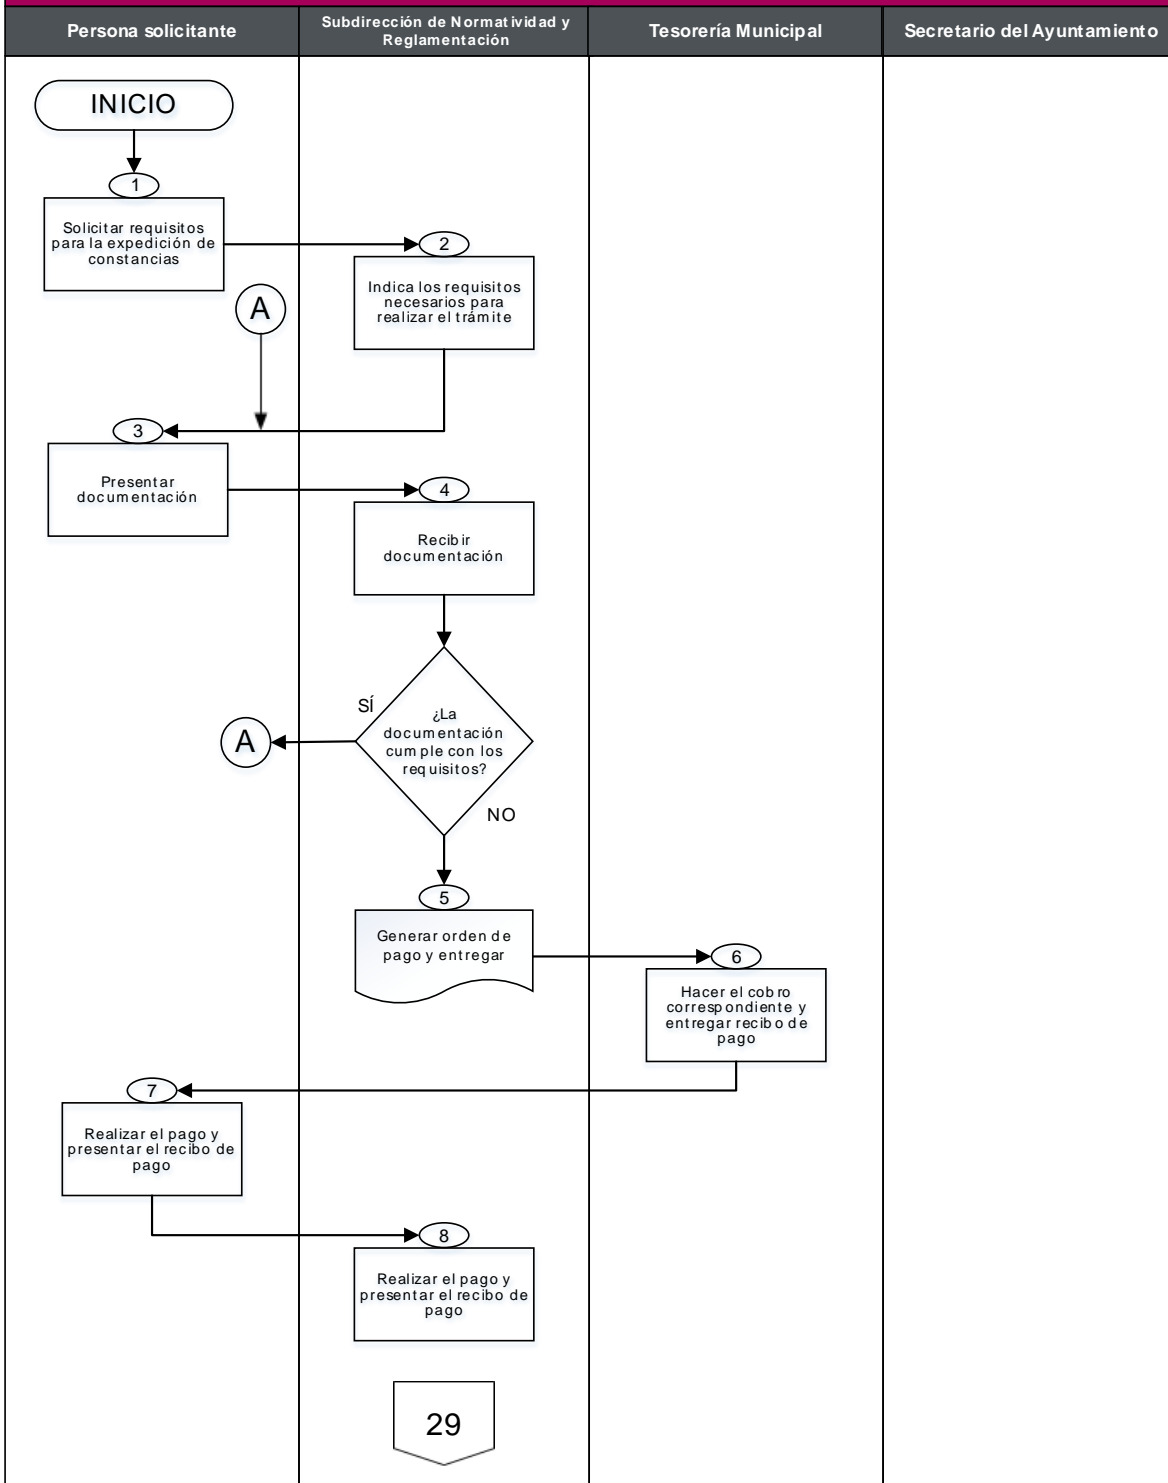 Persona solicitante
Subdirección de Normatividad y
Reglamentación
Tesorería Municipal
Secretario del Ayuntamiento
INICIO
1
Solicitar requisitos
para la expedición de
constancias
2
Indica los requisitos
necesarios para
realizar el trámite
A
3
Presentar
documentación
4
Recibir
documentación
SÍ
¿La
documentación
cumple con los
requisitos?
A
NO
5
Generar orden de
pago y entregar
6
Hacer el cobro
correspondiente y
entregar recibo de
pago
7
Realizar el pago y
presentar el recibo de
pago
8
Realizar el pago y
presentar el recibo de
pago
29